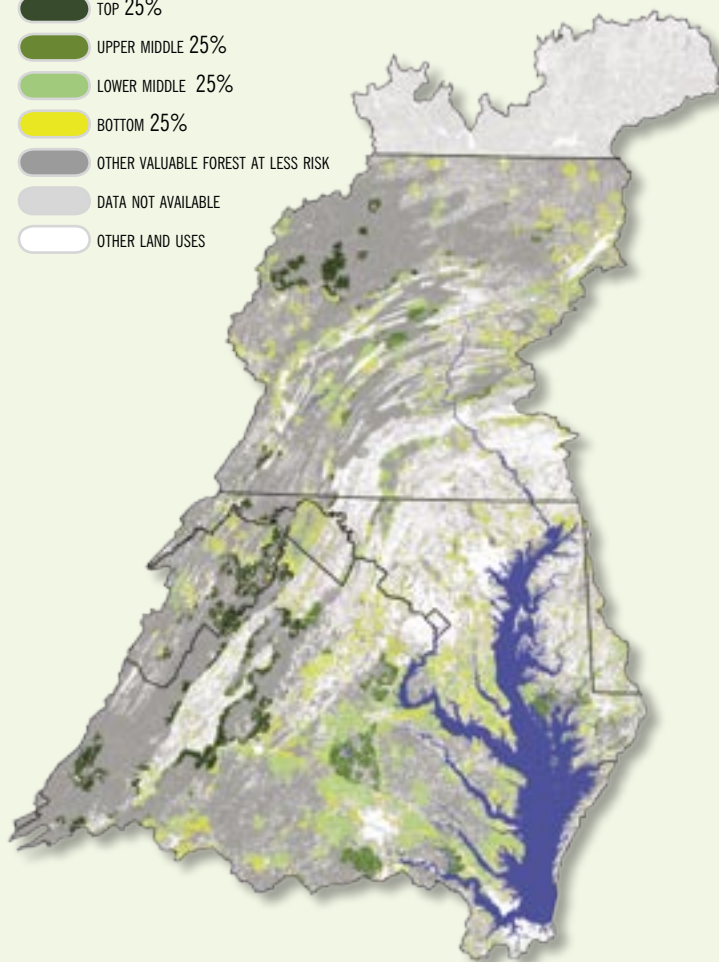 TOP 25%
UPPER MIDDLE 25%
LOWER MIDDLE 25%
BOTTOM 25%
OTHER VALUABLE FOREST AT LESS RISK
DATA NOT AVAILABLE
OTHER LAND USES